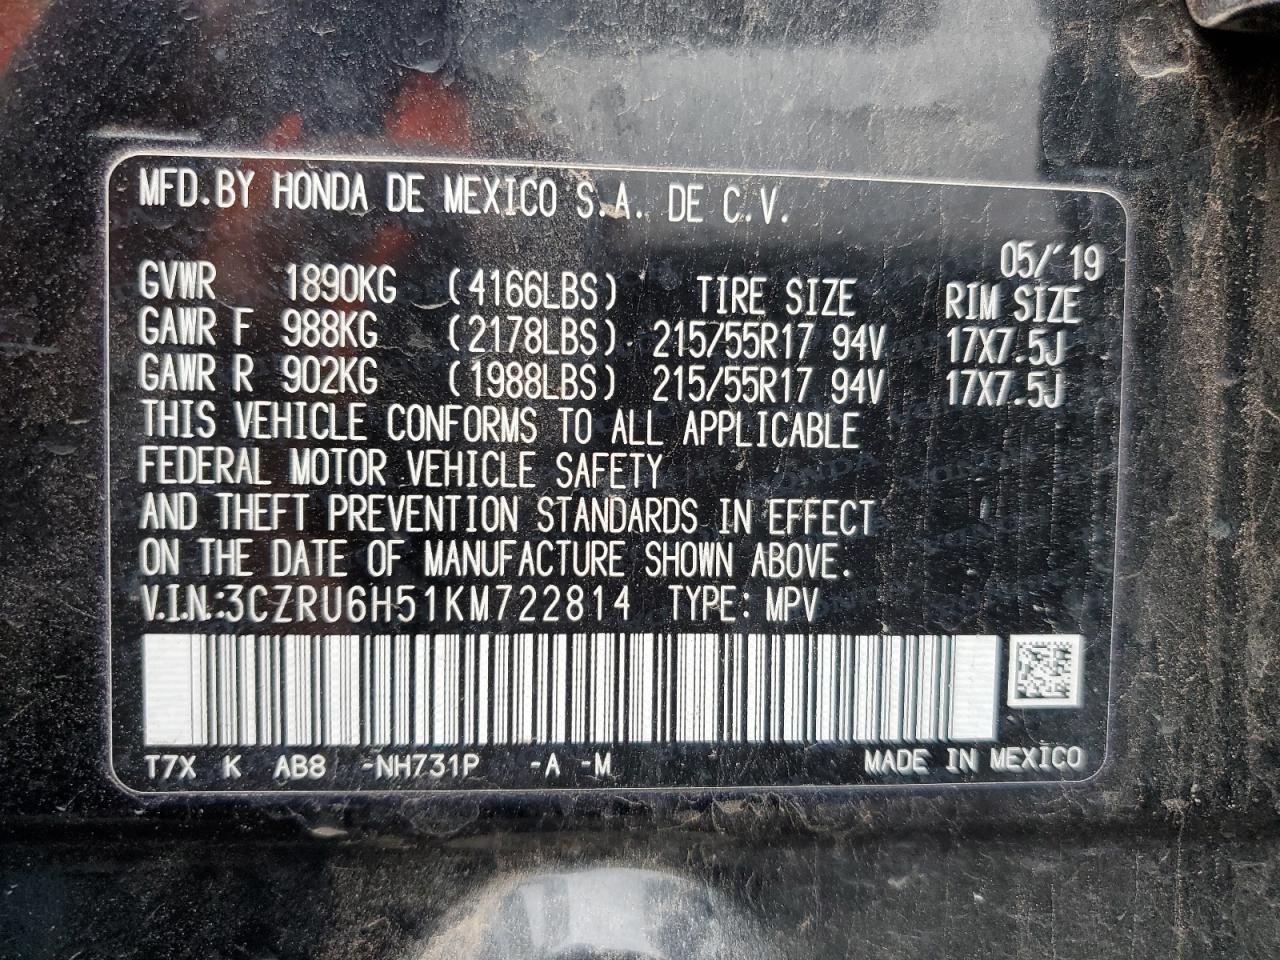 MFD.BY HONDA DE MEXICO S.A. DE C.V.
05/'19
GVWR 1890KG (4166LBS) TIRE SIZE RIM SIZE
GAWR F 988KG (2178LBS) 215/55R17 94V 17X7.5J
GAWR R 902KG (1988LBS) 215/55R17 94V 17X7.5J
THIS VEHICLE CONFORMS TO ALL APPLICABLE
FEDERAL MOTOR VEHICLE SAFETY
AND THEFT PREVENTION STANDARDS IN EFFECT
ON THE DATE OF MANUFACTURE SHOWN ABOVE.
V.I.N.:3CZRU6H51KM722814 TYPE: MPV
T7X K AB8 -NH731P -A -M MADE IN MEXICO